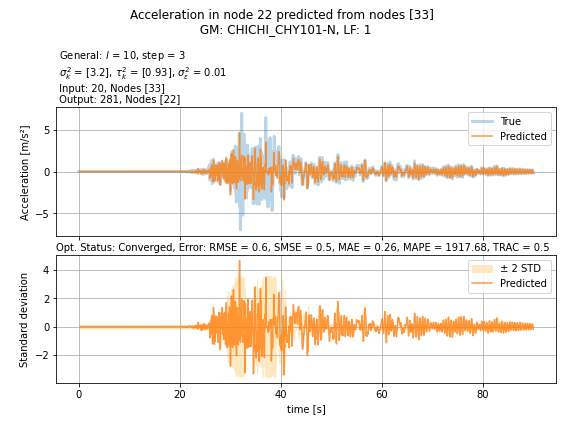 Acceleration in node 22 predicted from nodes [33]
GM: CHICHI_CHY101-N, LF: 1
General: l = 10, step = 3
σ²ₖ = [3.2], τ²ₖ = [0.93], σ²ε = 0.01
Input: 20, Nodes [33]
Output: 281, Nodes [22]
Acceleration [m/s²]
5
0
−5
True
Predicted
Opt. Status: Converged, Error: RMSE = 0.6, SMSE = 0.5, MAE = 0.26, MAPE = 1917.68, TRAC = 0.5
Standard deviation
4
2
0
−2
± 2 STD
Predicted
0 20 40 60 80
time [s]